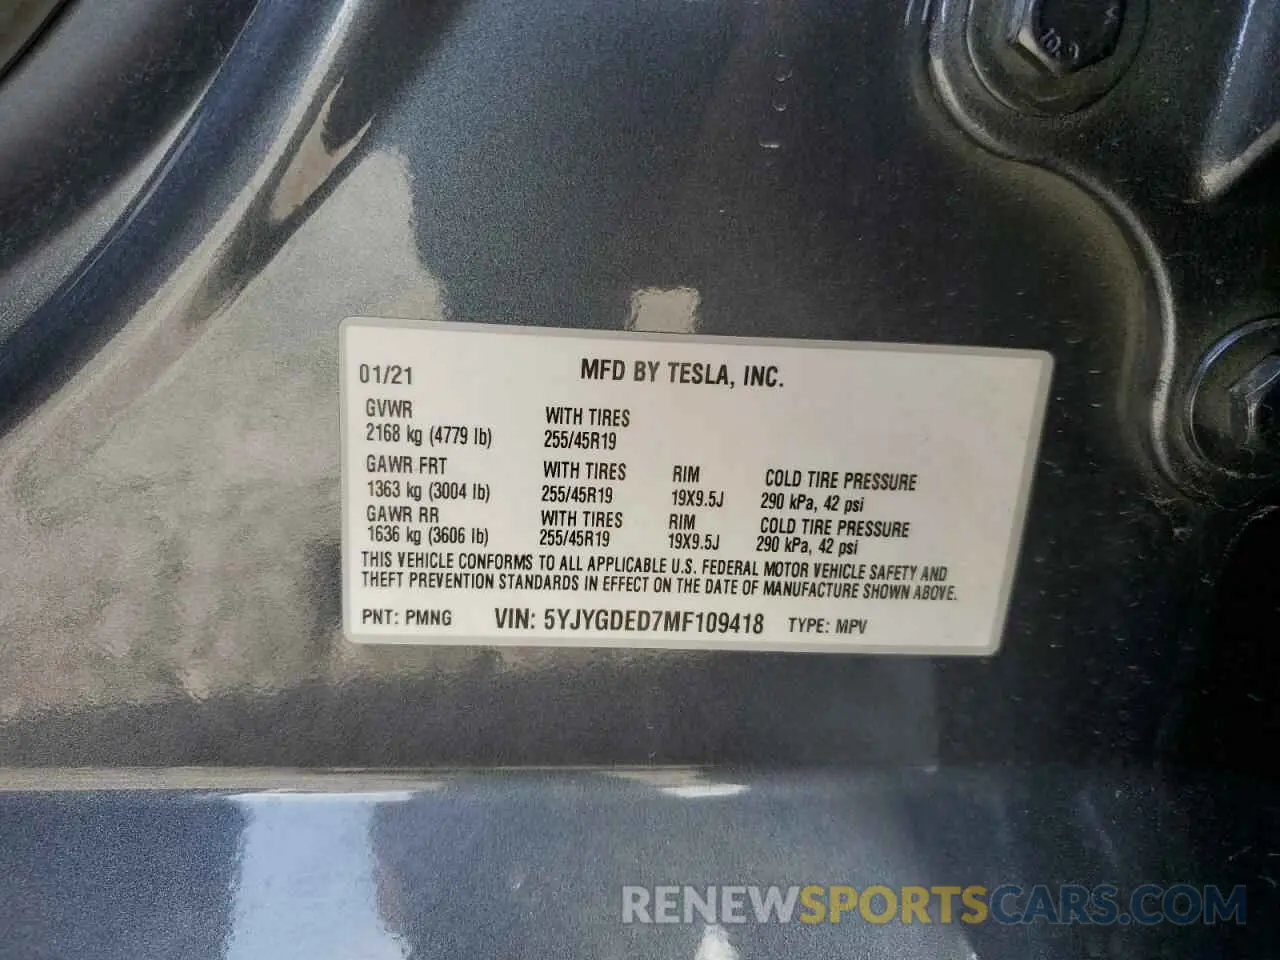 01/21 MFD BY TESLA, INC.
GVWR WITH TIRES
2168 kg (4779 lb) 255/45R19
GAWR FRT WITH TIRES RIM COLD TIRE PRESSURE
1363 kg (3004 lb) 255/45R19 19X9.5J 290 kPa, 42 psi
GAWR RR WITH TIRES RIM COLD TIRE PRESSURE
1636 kg (3606 lb) 255/45R19 19X9.5J 290 kPa, 42 psi
THIS VEHICLE CONFORMS TO ALL APPLICABLE U.S. FEDERAL MOTOR VEHICLE SAFETY AND
THEFT PREVENTION STANDARDS IN EFFECT ON THE DATE OF MANUFACTURE SHOWN ABOVE.
PNT: PMNG VIN: 5YJYGDED7MF109418 TYPE: MPV
RENEWSPORTSCARS.COM